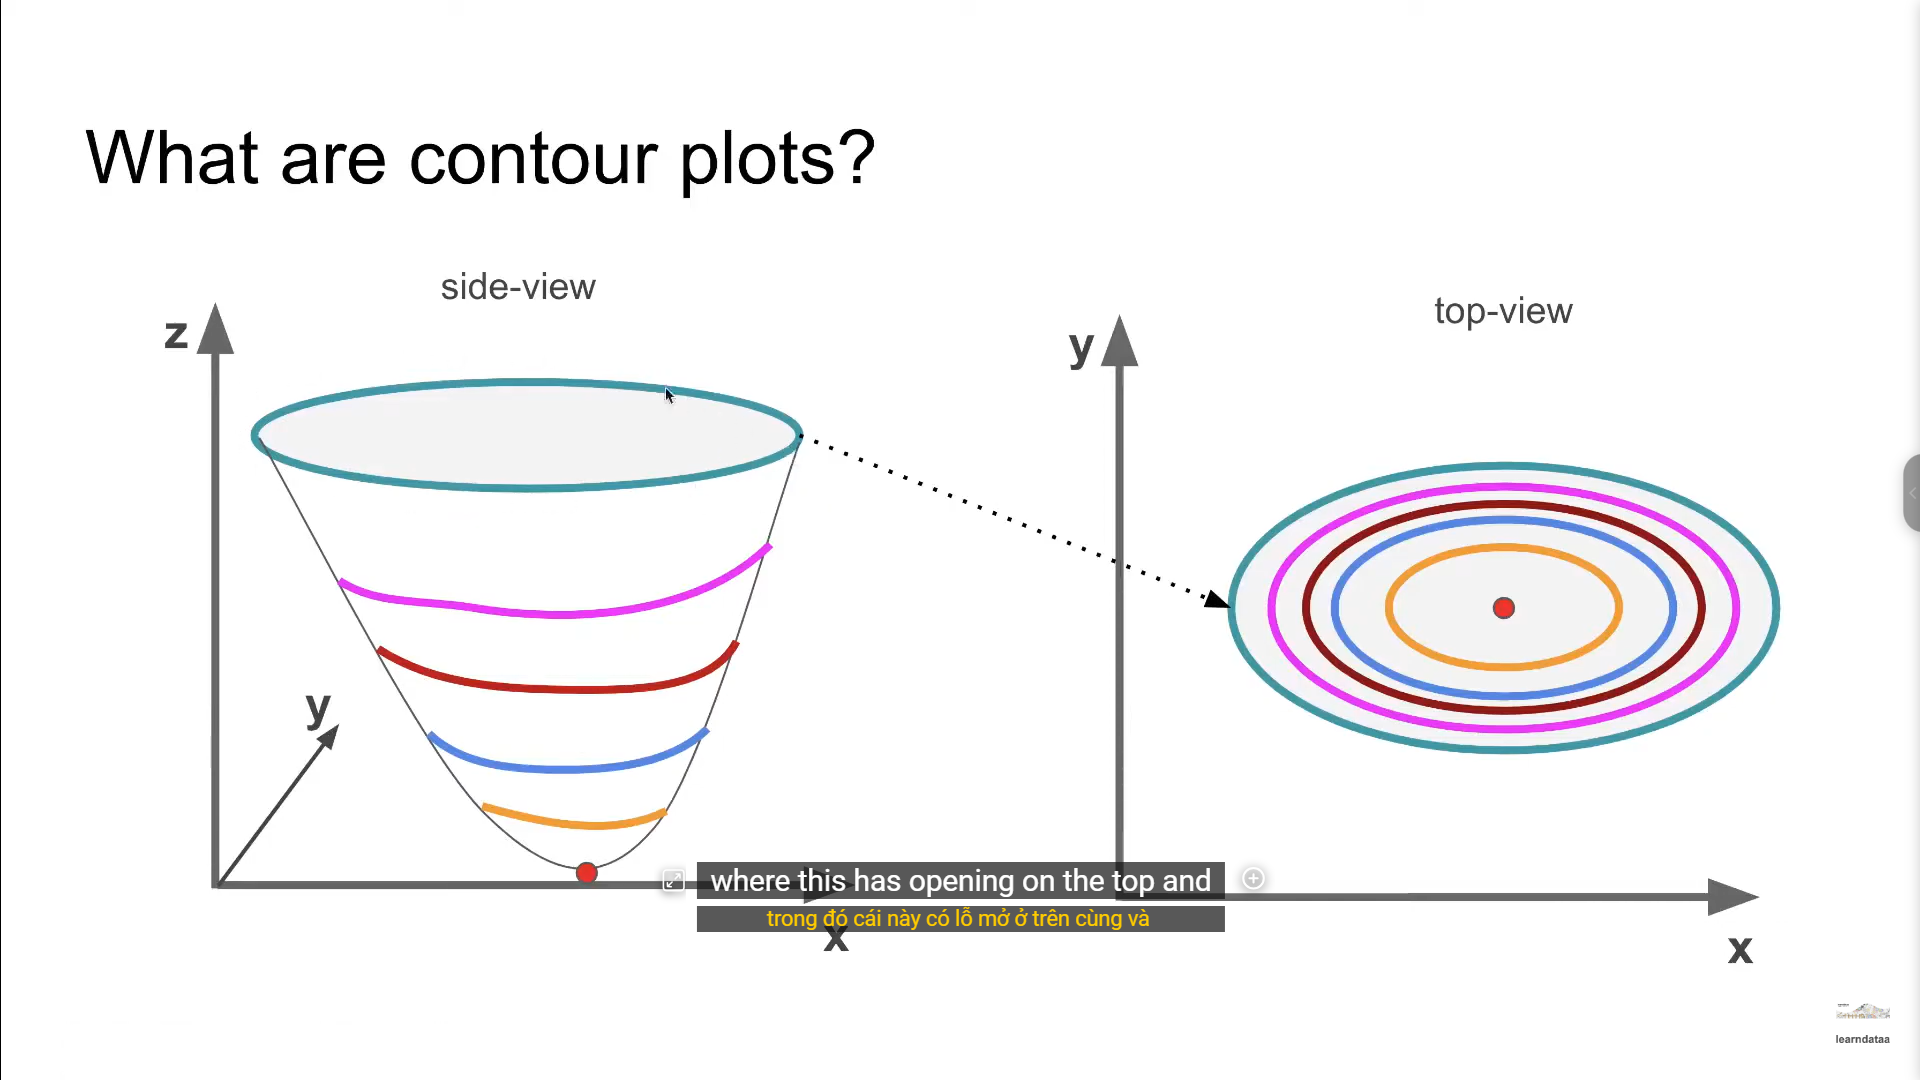 What are contour plots?
side-view
top-view
z
y
y
where this has opening on the top and
trong đó cái này có lỗ mở ở trên cùng và
x
x
learndataa